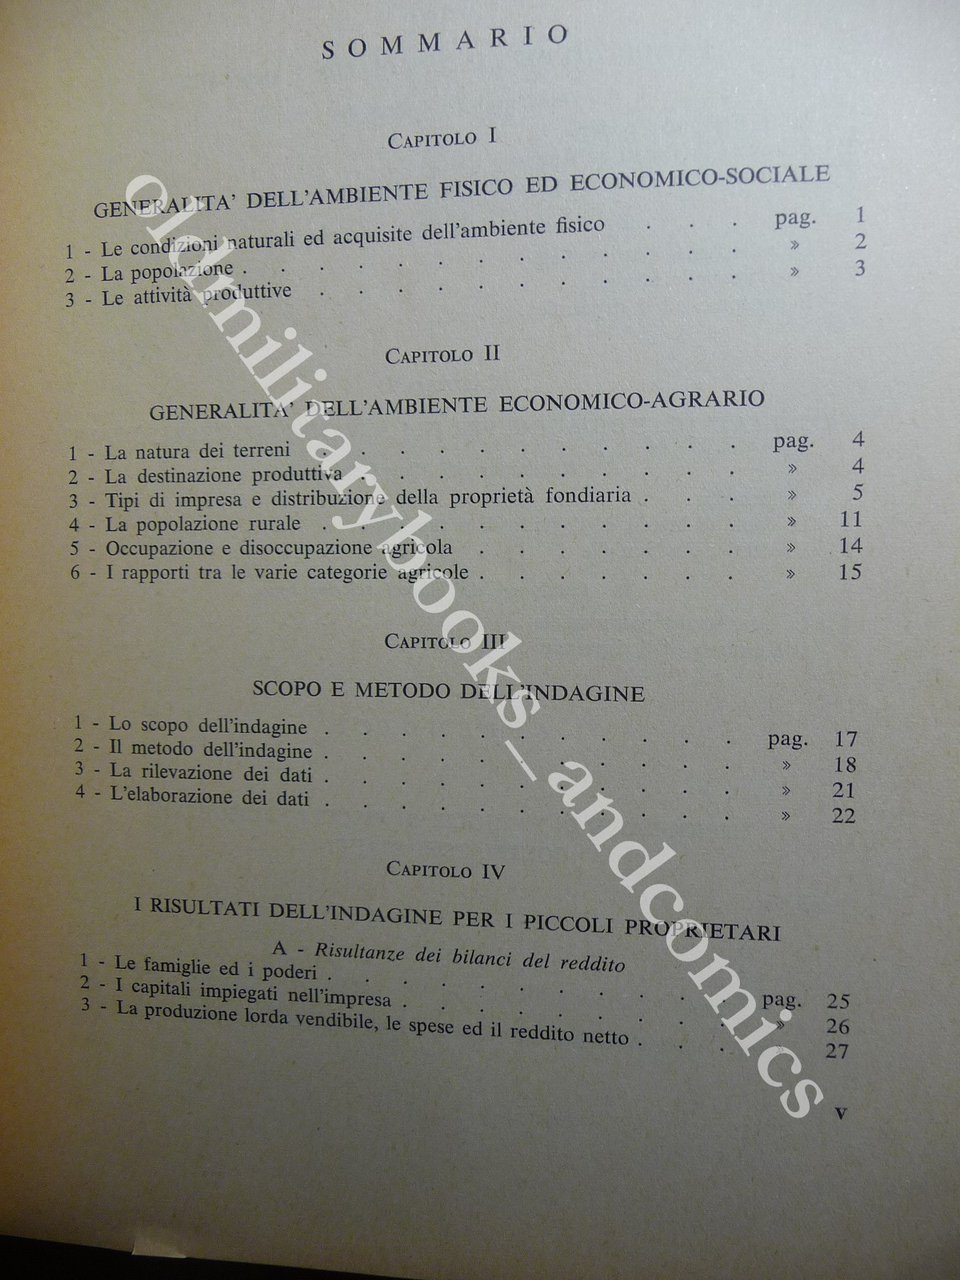 SOMMARIO
CAPITOLO I
GENERALITA' DELL'AMBIENTE FISICO ED ECONOMICO-SOCIALE
1 - Le condizioni naturali ed acquisite dell'ambiente fisico . . . pag. 1
2 - La popolazione . . . . . . . . . . . . . » 2
3 - Le attività produttive . . . . . . . . . . . » 3
CAPITOLO II
GENERALITA' DELL'AMBIENTE ECONOMICO-AGRARIO
1 - La natura dei terreni . . . . . . . . . . . pag. 4
2 - La destinazione produttiva . . . . . . . . . . » 4
3 - Tipi di impresa e distribuzione della proprietà fondiaria . . . » 5
4 - La popolazione rurale . . . . . . . . . . . » 11
5 - Occupazione e disoccupazione agricola . . . . . . . » 14
6 - I rapporti tra le varie categorie agricole . . . . . . . » 15
CAPITOLO III
SCOPO E METODO DELL'INDAGINE
1 - Lo scopo dell'indagine . . . . . . . . . . . pag. 17
2 - Il metodo dell'indagine . . . . . . . . . . . » 18
3 - La rilevazione dei dati . . . . . . . . . . . » 21
4 - L'elaborazione dei dati . . . . . . . . . . . » 22
CAPITOLO IV
I RISULTATI DELL'INDAGINE PER I PICCOLI PROPRIETARI
A - Risultanze dei bilanci del reddito
1 - Le famiglie ed i poderi . . . . . . . . . . . pag. 25
2 - I capitali impiegati nell'impresa . . . . . . . . . » 26
3 - La produzione lorda vendibile, le spese ed il reddito netto . . . 27
V
oldmilitarybooks_andcomics